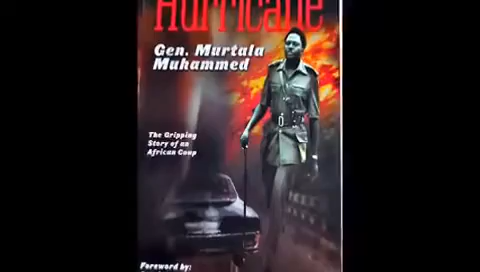 Hurricane
Gen. Murtala
Muhammed
The Gripping
Story of an
African Coup
Foreword by: